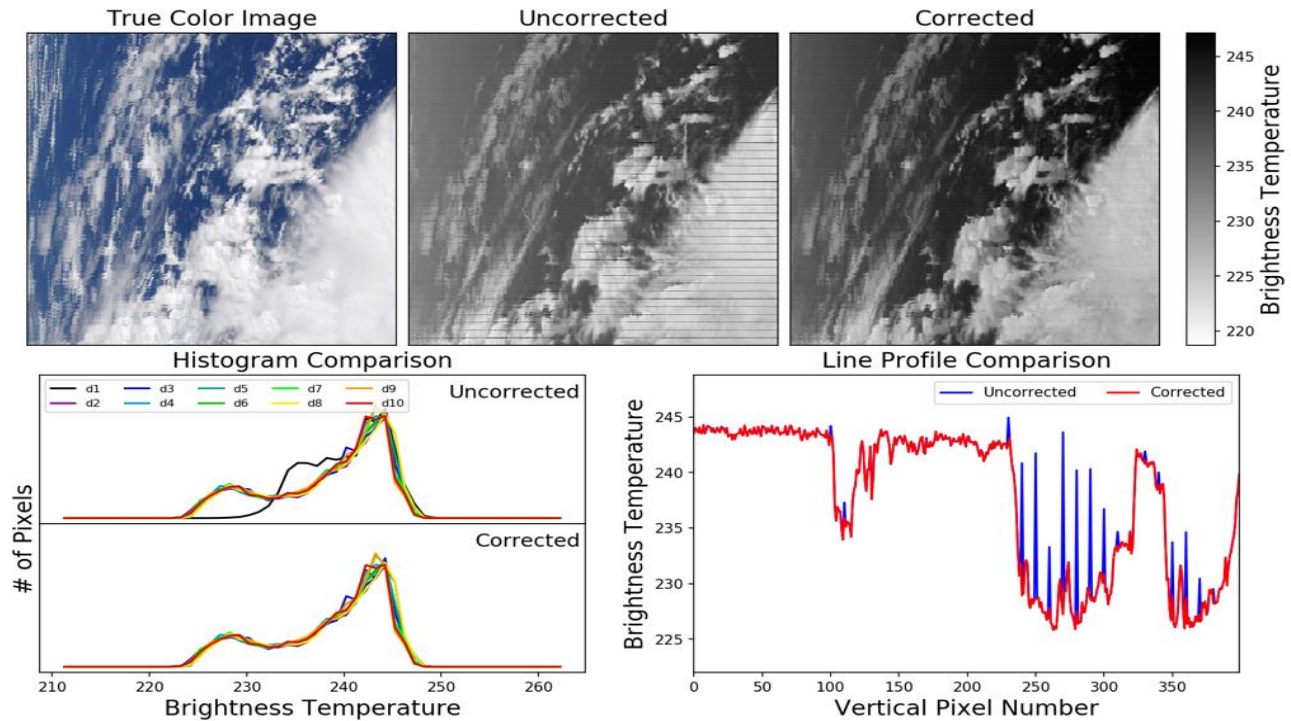 True Color Image
Uncorrected
Corrected
245
240
235
230
225
220
Brightness Temperature
Histogram Comparison
d1 d3 d5 d7 d9
d2 d4 d6 d8 d10
Uncorrected
Corrected
# of Pixels
210 220 230 240 250 260
Brightness Temperature
Line Profile Comparison
Uncorrected Corrected
245
240
235
230
225
Brightness Temperature
0 50 100 150 200 250 300 350
Vertical Pixel Number